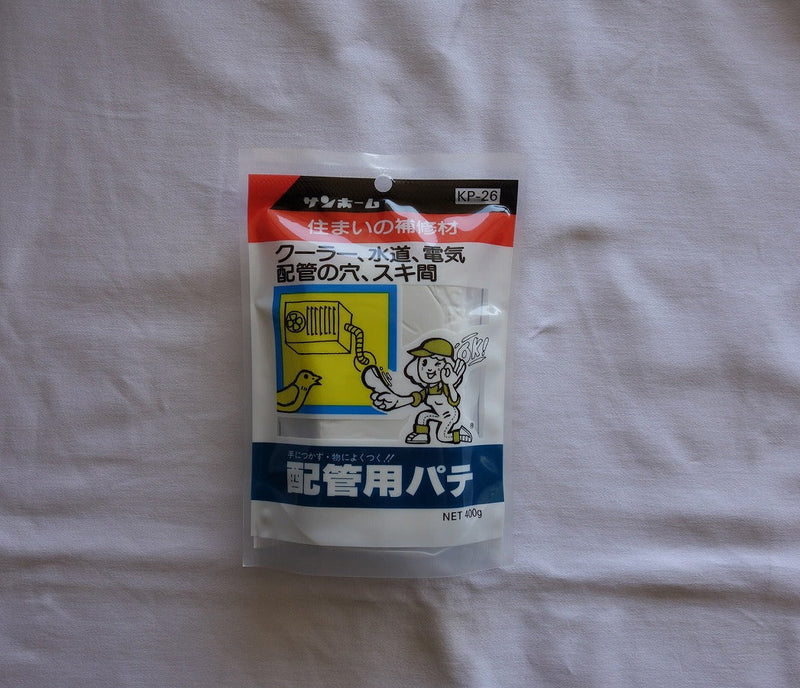 サンホーム
KP-26
住まいの補修材
クーラー、水道、電気
配管の穴、スキ間
OK!
®
手につかず・物によくつく!!
配管用パテ
NET 400g